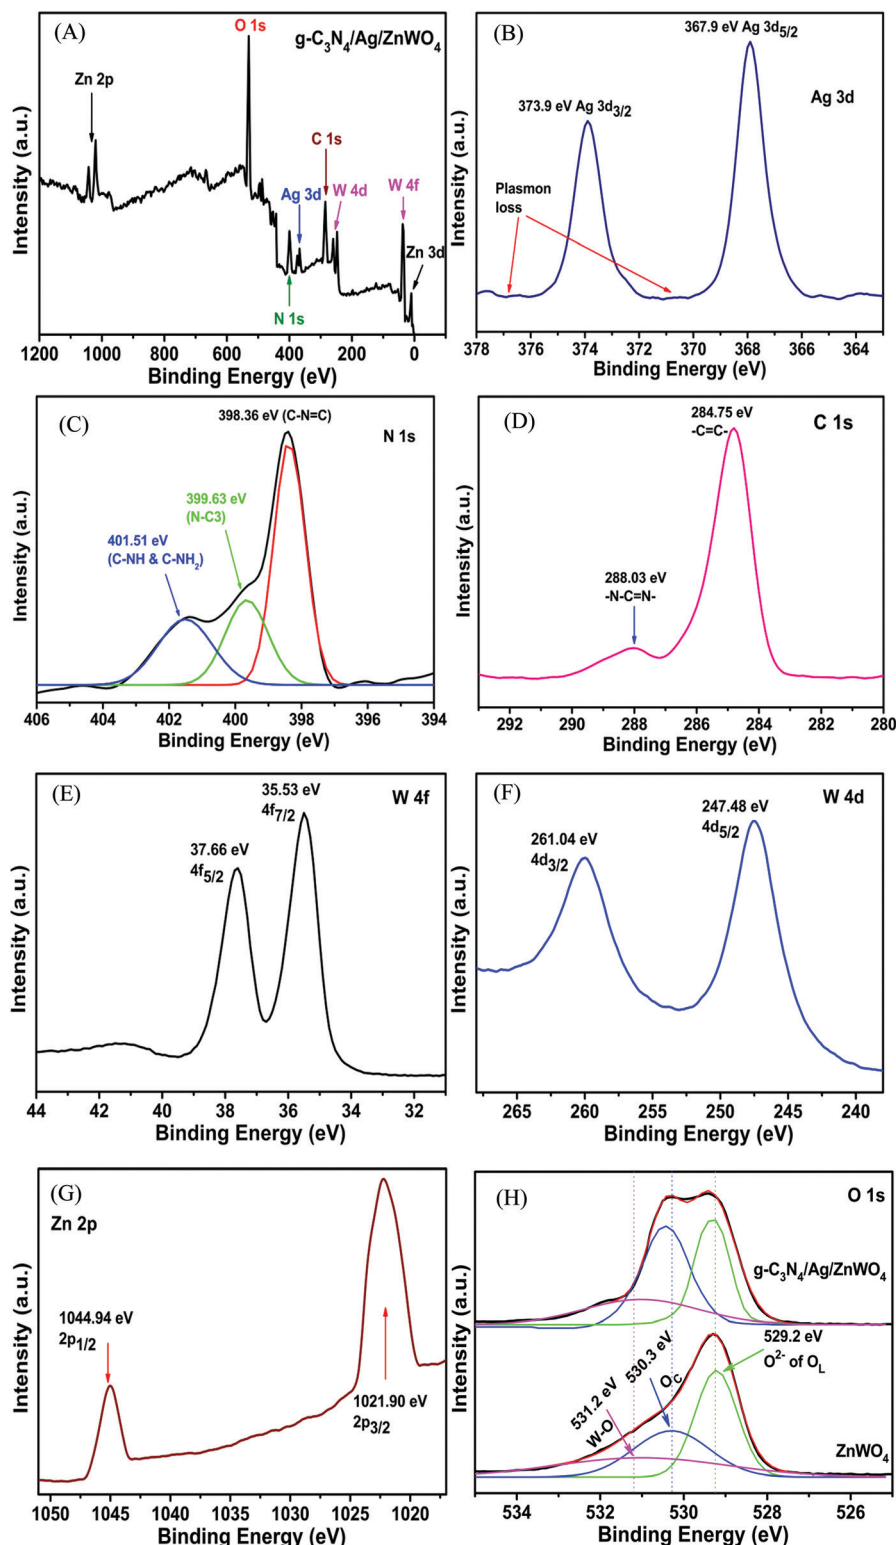 (A)
O 1s
g-C₃N₄/Ag/ZnWO₄
Zn 2p
C 1s
Ag 3d
W 4d
W 4f
Zn 3d
N 1s
Intensity (a.u.)
1200 1000 800 600 400 200 0
Binding Energy (eV)
(B)
367.9 eV Ag 3d5/2
373.9 eV Ag 3d3/2
Ag 3d
Plasmon
loss
Intensity (a.u.)
378 376 374 372 370 368 366 364
Binding Energy (eV)
(C)
398.36 eV (C-N=C)
N 1s
399.63 eV
(N-C3)
401.51 eV
(C-NH & C-NH₂)
Intensity (a.u.)
406 404 402 400 398 396 394
Binding Energy (eV)
(D)
284.75 eV
-C=C-
C 1s
288.03 eV
-N-C=N-
Intensity (a.u.)
292 290 288 286 284 282 280
Binding Energy (eV)
(E)
35.53 eV
4f7/2
W 4f
37.66 eV
4f5/2
Intensity (a.u.)
44 42 40 38 36 34 32
Binding Energy (eV)
(F)
247.48 eV
4d5/2
W 4d
261.04 eV
4d3/2
Intensity (a.u.)
265 260 255 250 245 240
Binding Energy (eV)
(G)
Zn 2p
1044.94 eV
2p1/2
1021.90 eV
2p3/2
Intensity (a.u.)
1050 1045 1040 1035 1030 1025 1020
Binding Energy (eV)
(H)
O 1s
g-C₃N₄/Ag/ZnWO₄
529.2 eV
O²⁻ of OL
530.3 eV
OC
531.2 eV
W-O
ZnWO₄
Intensity (a.u.)
534 532 530 528 526
Binding Energy (eV)